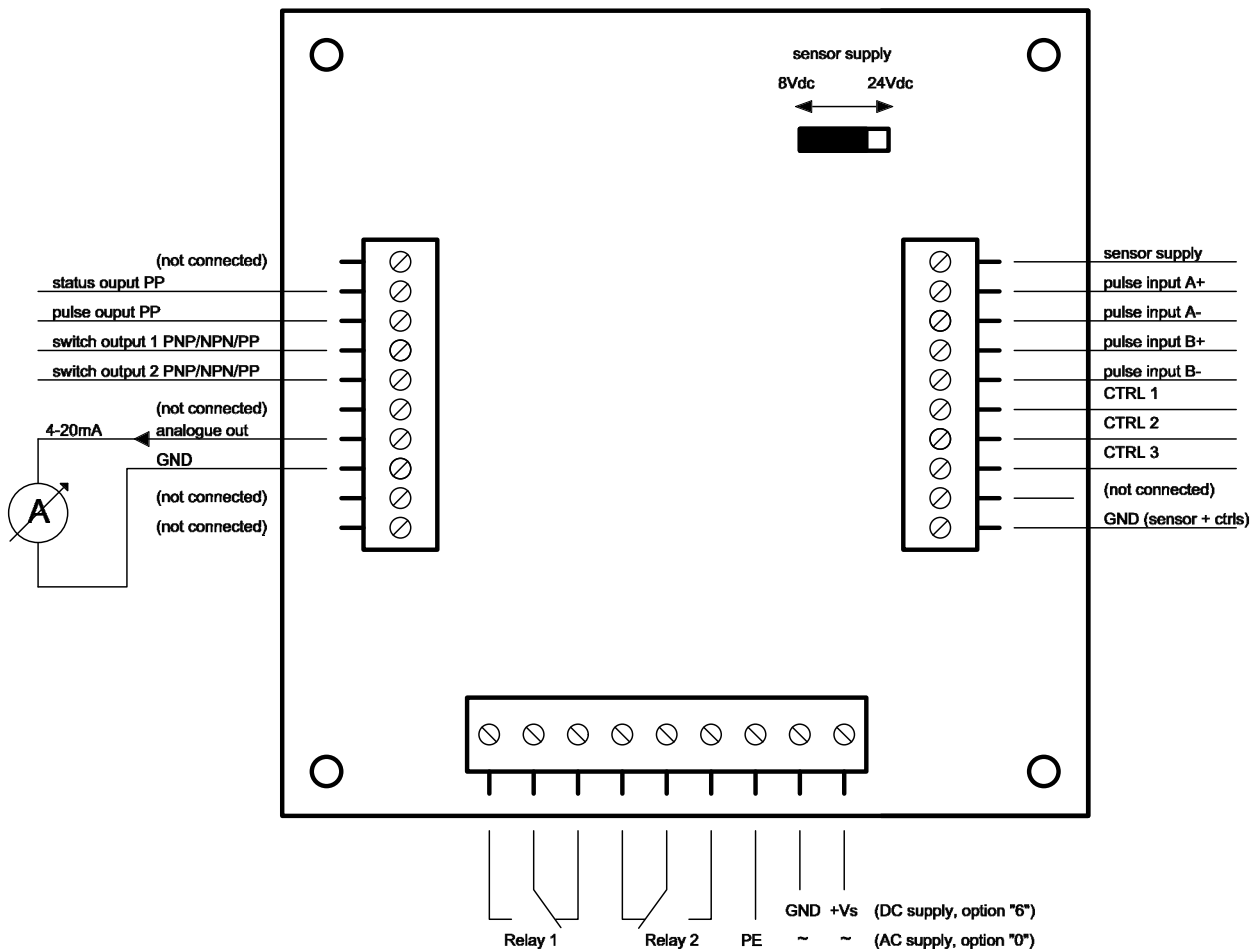 sensor supply
8Vdc 24Vdc
(not connected)
status ouput PP
pulse ouput PP
switch output 1 PNP/NPN/PP
switch output 2 PNP/NPN/PP
(not connected)
4-20mA analogue out
GND
(not connected)
(not connected)
A
sensor supply
pulse input A+
pulse input A-
pulse input B+
pulse input B-
CTRL 1
CTRL 2
CTRL 3
(not connected)
GND (sensor + ctrls)
GND +Vs (DC supply, option "6")
Relay 1 Relay 2 PE ~ ~ (AC supply, option "0")